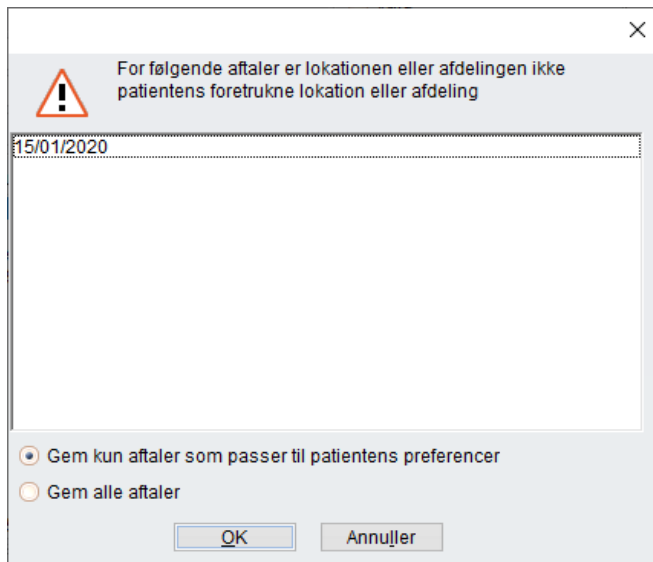 For følgende aftaler er lokationen eller afdelingen ikke
patientens foretrukne lokation eller afdeling
15/01/2020
Gem kun aftaler som passer til patientens preferencer
Gem alle aftaler
OK
Annuller